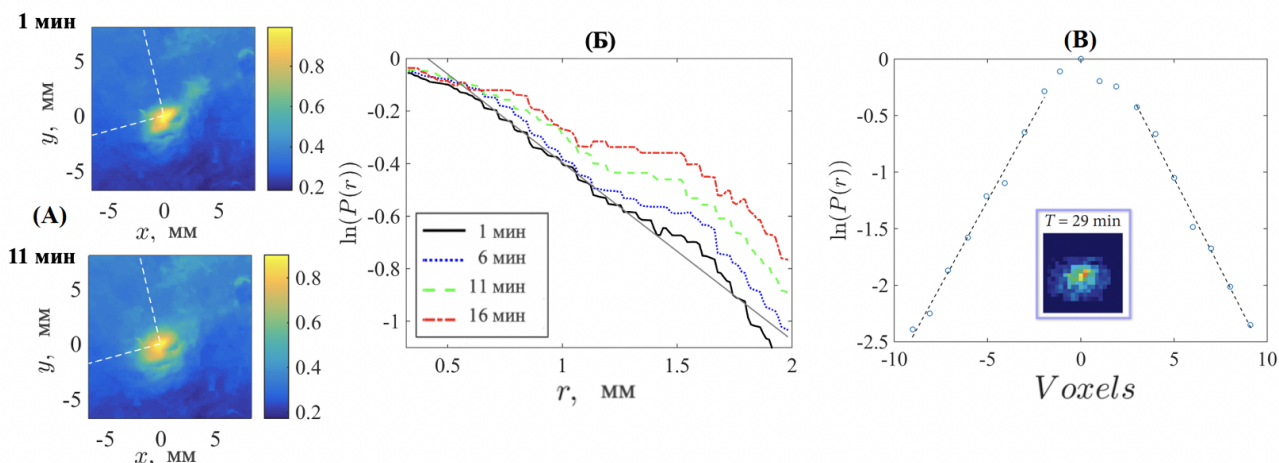 1 мин
5
0
-5
y, мм
-5 0 5
x, мм
0.8
0.6
0.4
0.2
(А)
11 мин
5
0
-5
y, мм
-5 0 5
x, мм
0.8
0.6
0.4
0.2
(Б)
0
-0.2
-0.4
-0.6
-0.8
-1
ln(P(r))
1 мин
6 мин
11 мин
16 мин
0.5 1 1.5 2
r, мм
(В)
0
-0.5
-1
-1.5
-2
-2.5
ln(P(r))
T = 29 min
-10 -5 0 5 10
Voxels